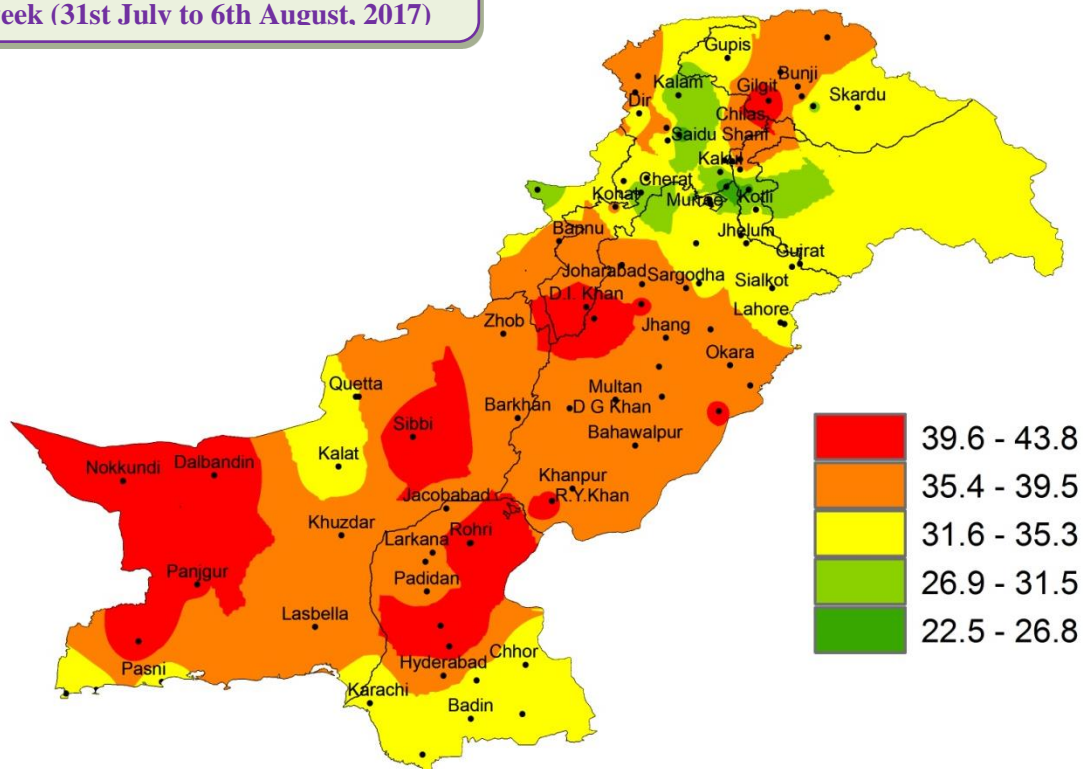 eek (31st July to 6th August, 2017)
Gupis
Kalam
Gilgit
Bunji
Skardu
Dir
Chilas
Saidu Sharif
Cherat
Kohat
Kotli
Bannu
Jhelum
Gujrat
Joharabad
Sargodha
Sialkot
D.I. Khan
Lahore
Zhob
Jhang
Okara
Quetta
Multan
Barkhan
D G Khan
Sibbi
Bahawalpur
Kalat
Nokkundi
Dalbandin
Khanpur
Jacobabad
R.Y.Khan
Khuzdar
Rohri
Larkana
Panjgur
Padidan
Lasbella
Pasni
Hyderabad
Chhor
Karachi
Badin
39.6 - 43.8
35.4 - 39.5
31.6 - 35.3
26.9 - 31.5
22.5 - 26.8